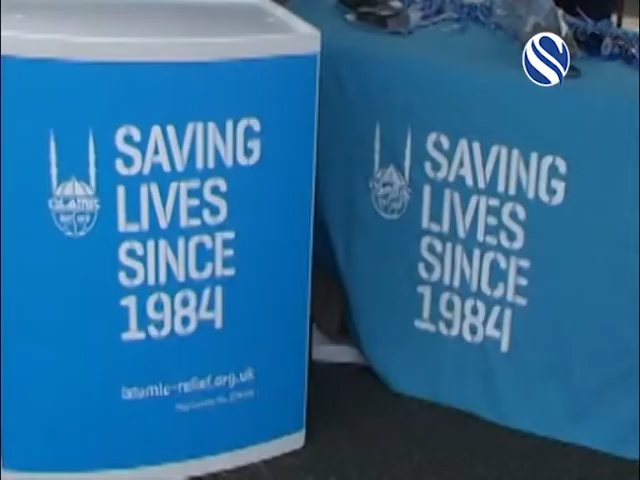 SAVING
LIVES
SINCE
1984
islamic-relief.org.uk
SAVING
LIVES
SINCE
1984
S